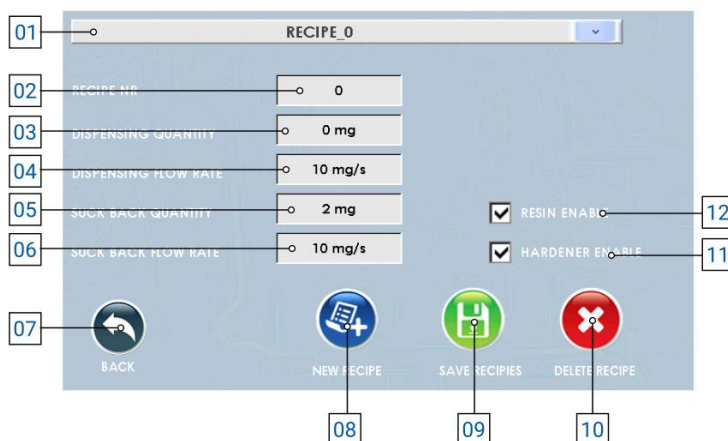 01 RECIPE_0
02 RECIPE NR 0
03 DISPENSING QUANTITY 0 mg
04 DISPENSING FLOW RATE 10 mg/s
05 SUCK BACK QUANTITY 2 mg RESIN ENABLE 12
06 SUCK BACK FLOW RATE 10 mg/s HARDENER ENABLE 11
07
BACK NEW RECIPE SAVE RECIPIES DELETE RECIPE
08 09 10